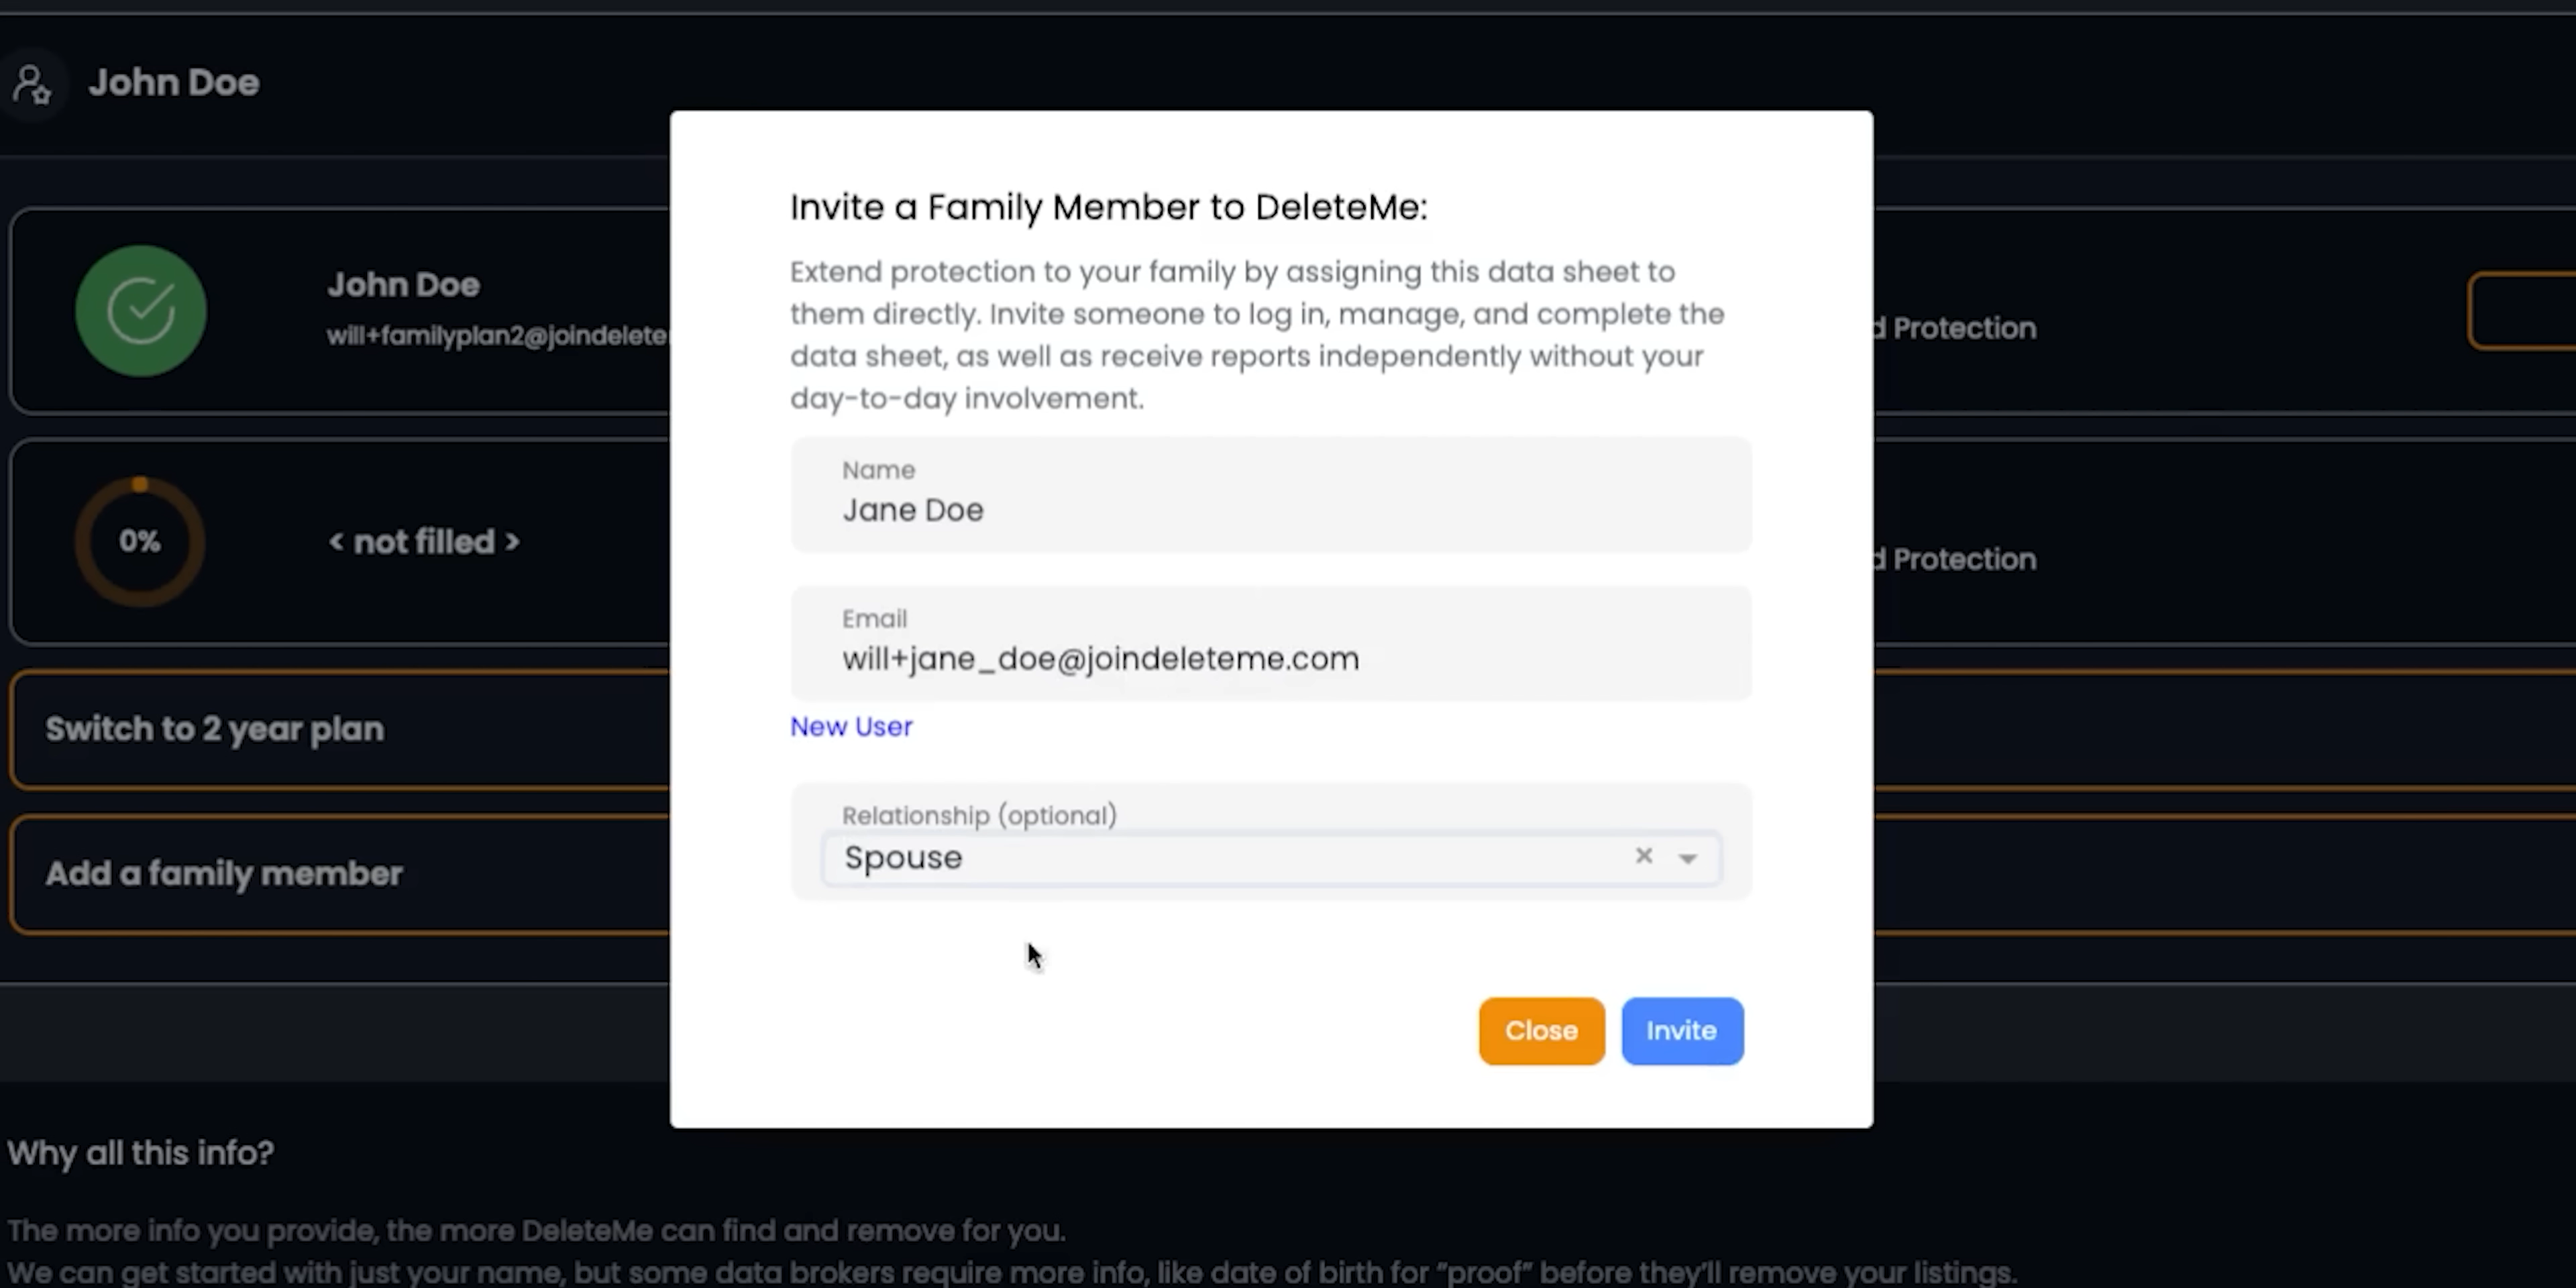 John Doe
Invite a Family Member to DeleteMe:
Extend protection to your family by assigning this data sheet to
them directly. Invite someone to log in, manage, and complete the
data sheet, as well as receive reports independently without your
day-to-day involvement.
John Doe
will+familyplan2@joindelete
d Protection
Name
Jane Doe
0%
< not filled >
d Protection
Email
will+jane_doe@joindeleteme.com
New User
Switch to 2 year plan
Relationship (optional)
Spouse
Add a family member
Close
Invite
Why all this info?
The more info you provide, the more DeleteMe can find and remove for you.
We can get started with just your name, but some data brokers require more info, like date of birth for “proof” before they’ll remove your listings.